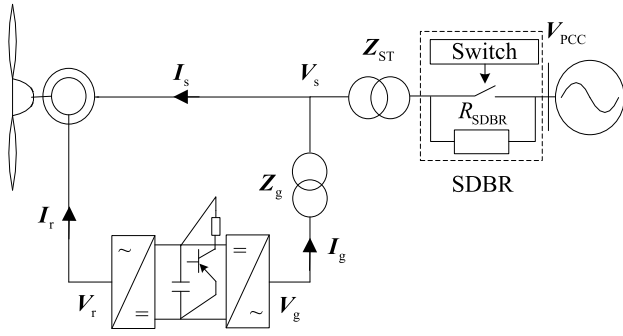 V_PCC
Z_ST
Switch
I_s
V_s
R_SDBR
Z_g
SDBR
I_r
I_g
~
=
=
~
V_r
V_g